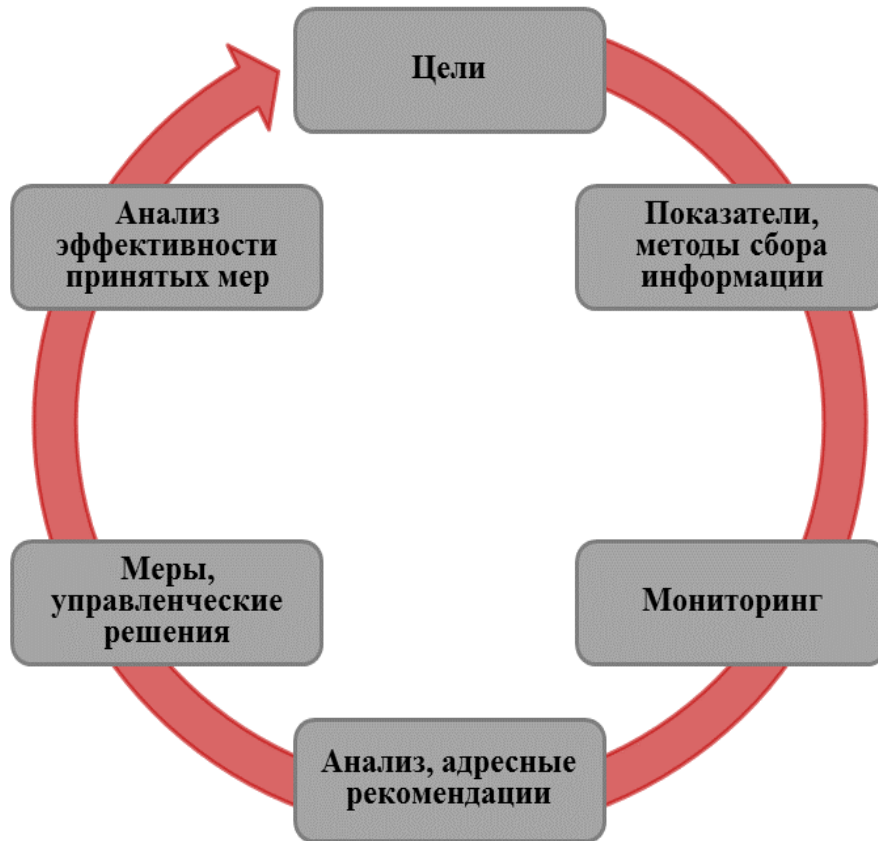 Цели
Показатели,
методы сбора
информации
Мониторинг
Анализ, адресные
рекомендации
Меры,
управленческие
решения
Анализ
эффективности
принятых мер